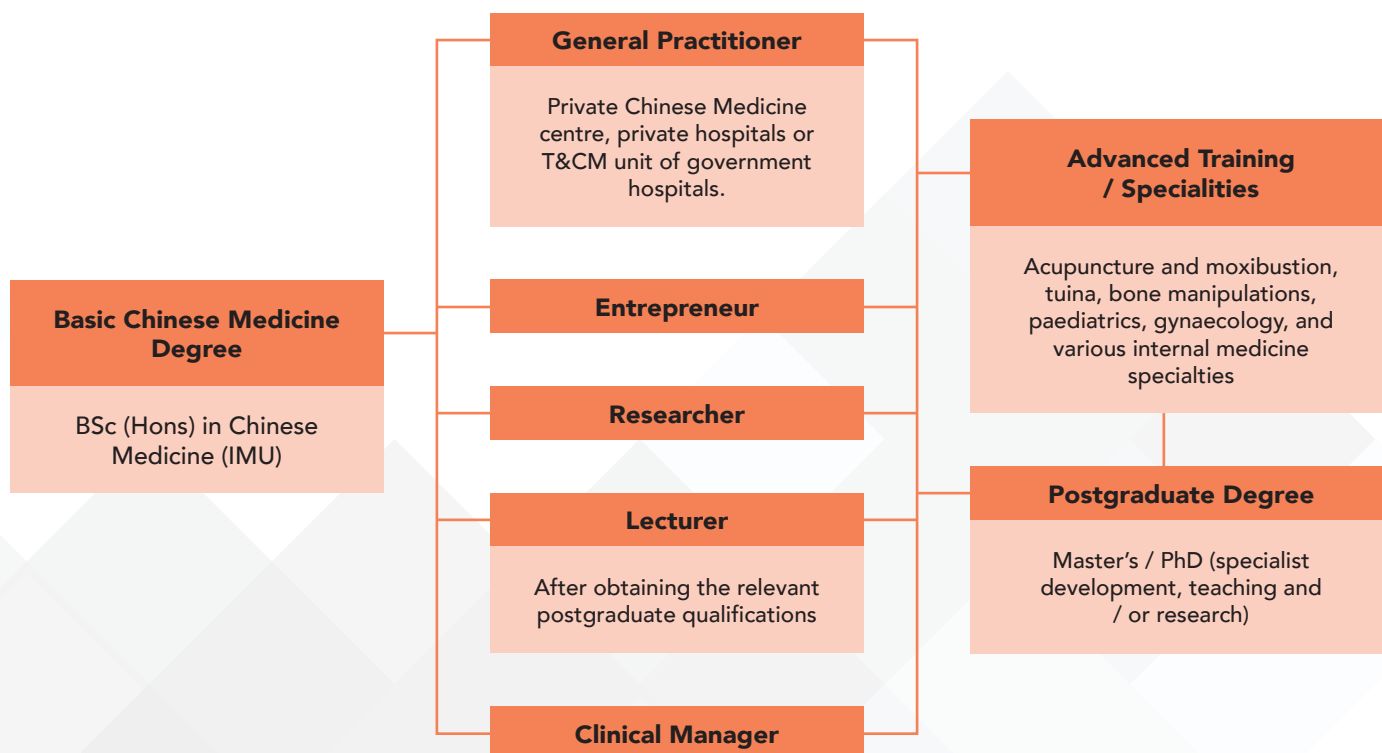 Basic Chinese Medicine
Degree
BSc (Hons) in Chinese
Medicine (IMU)
General Practitioner
Private Chinese Medicine
centre, private hospitals or
T&CM unit of government
hospitals.
Entrepreneur
Researcher
Lecturer
After obtaining the relevant
postgraduate qualifications
Clinical Manager
Advanced Training
/ Specialities
Acupuncture and moxibustion,
tuina, bone manipulations,
paediatrics, gynaecology, and
various internal medicine
specialties
Postgraduate Degree
Master's / PhD (specialist
development, teaching and
/ or research)